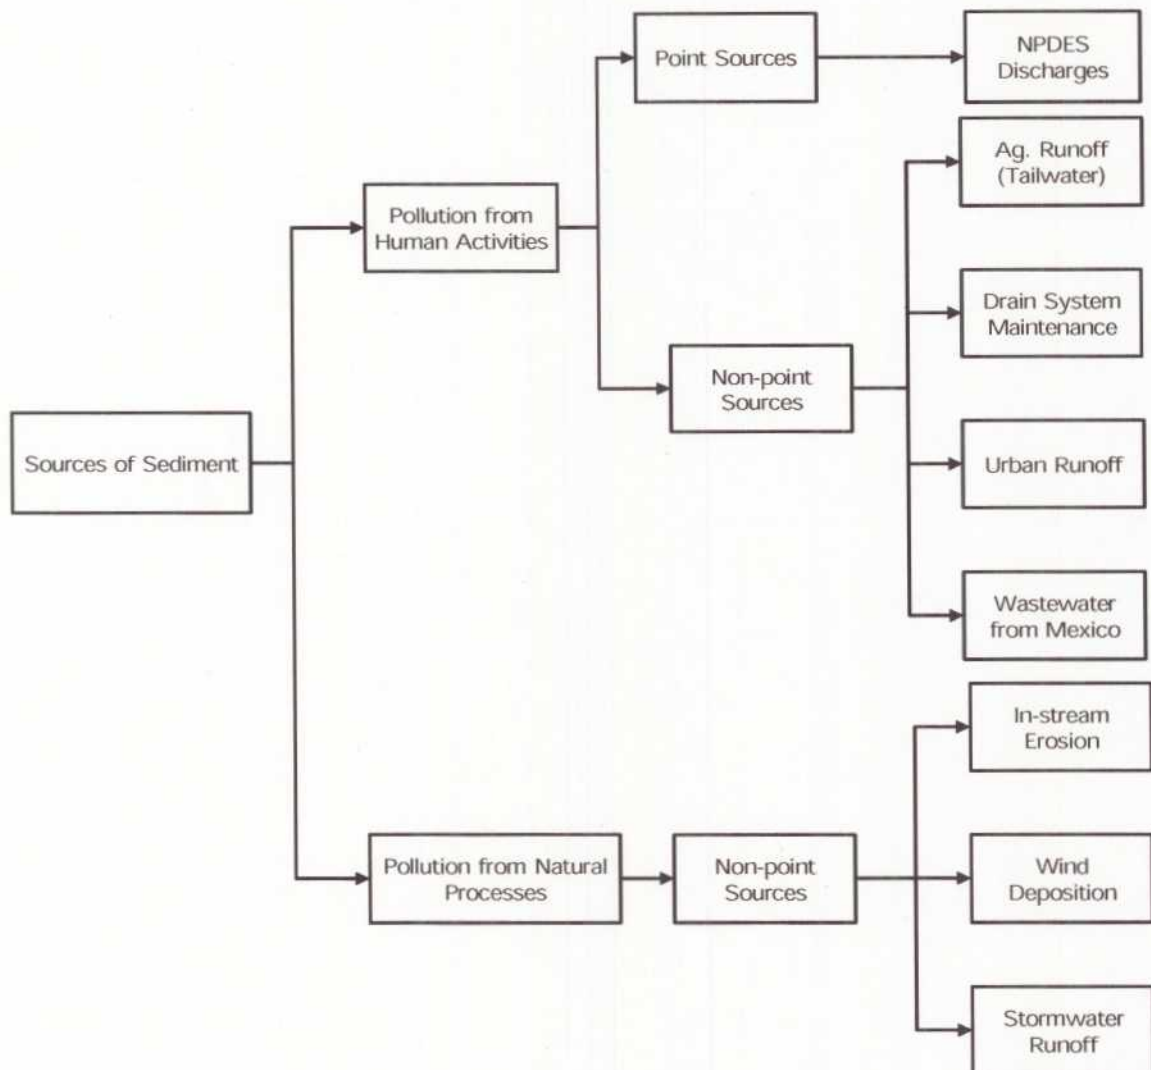 Point Sources
NPDES
Discharges
Ag. Runoff
(Tailwater)
Pollution from
Human Activities
Drain System
Maintenance
Non-point
Sources
Sources of Sediment
Urban Runoff
Wastewater
from Mexico
In-stream
Erosion
Pollution from Natural
Processes
Non-point
Sources
Wind
Deposition
Stormwater
Runoff